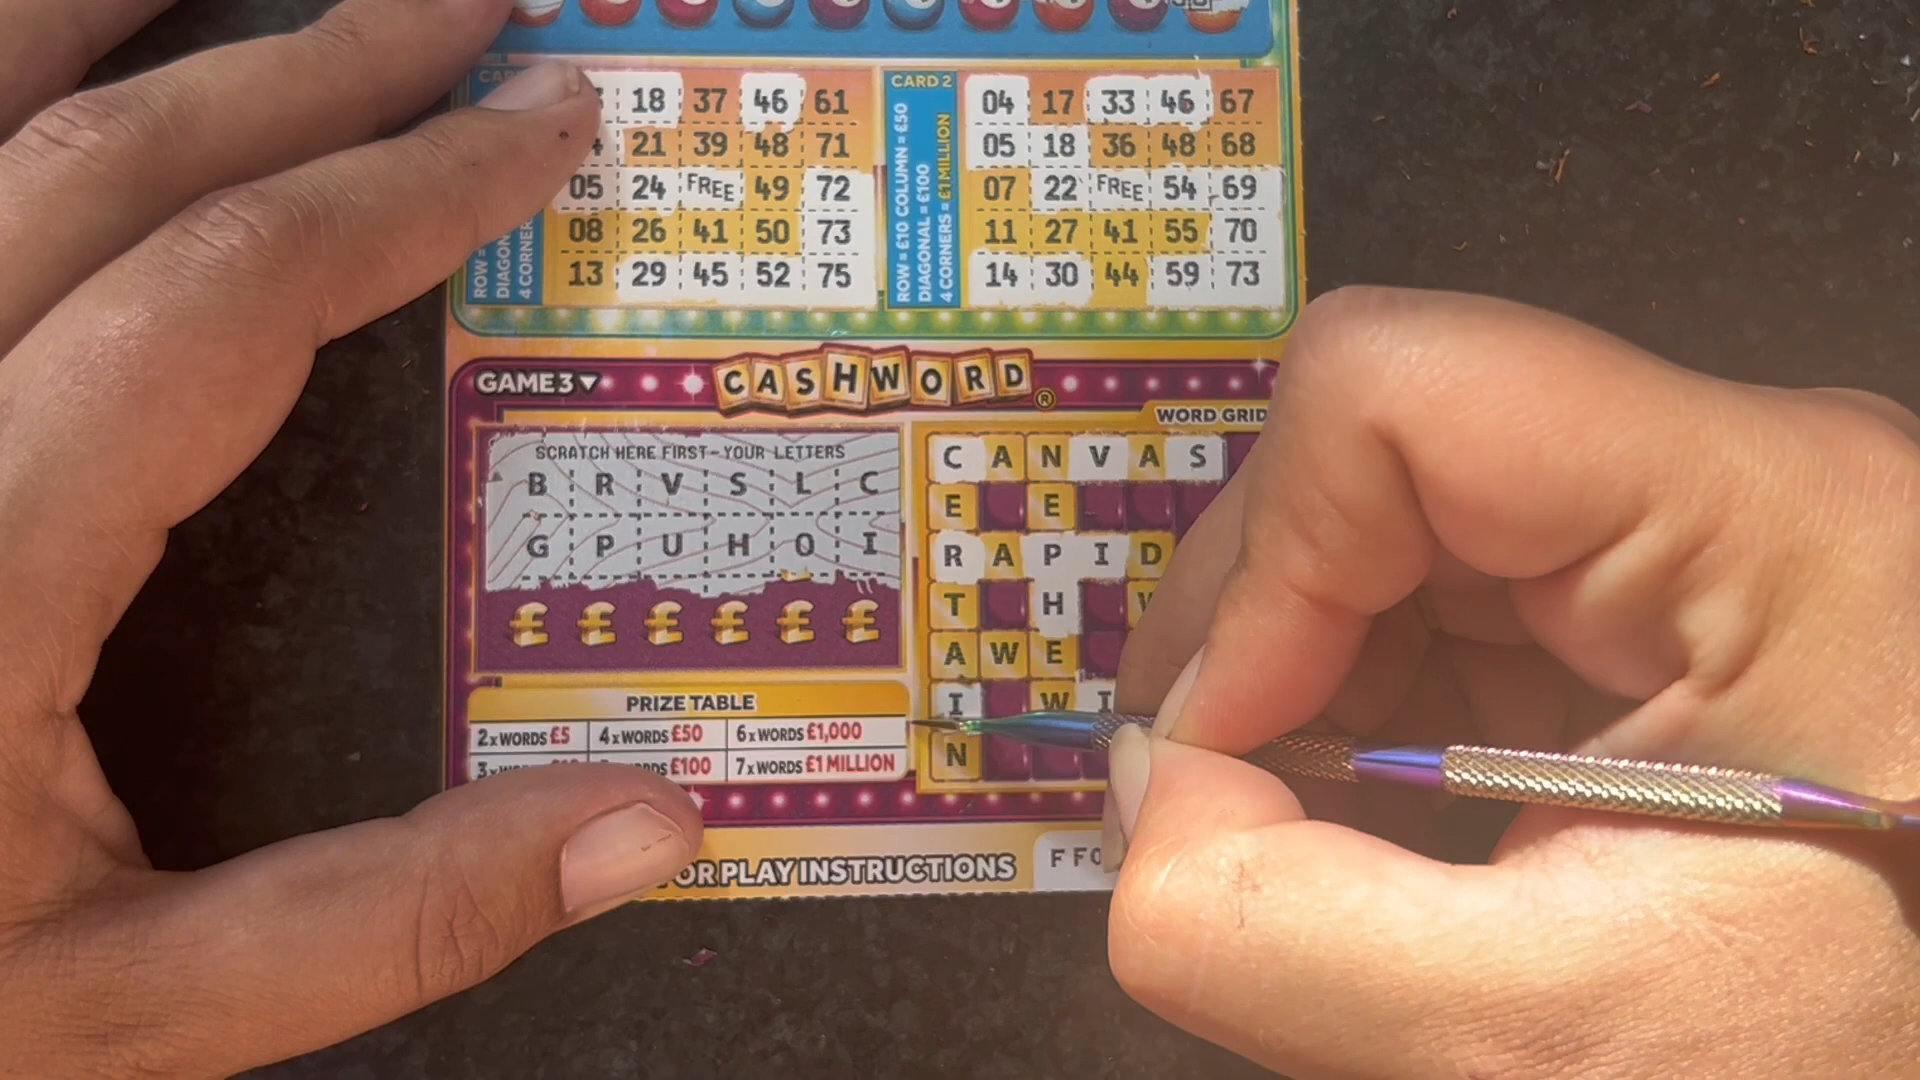 CARD 2
18 37 46 61
21 39 48 71
05 24 FREE 49 72
08 26 41 50 73
13 29 45 52 75
04 17 33 46 67
05 18 36 48 68
07 22 FREE 54 69
11 27 41 55 70
14 30 44 59 73
ROW = £10 COLUMN = £50
DIAGONAL = £100
4 CORNERS = £1 MILLION
GAME 3 CASHWORD ®
WORD GRID
SCRATCH HERE FIRST - YOUR LETTERS
B R V S L C
G P U H O I
£ £ £ £ £ £
CANVAS
E E
RAPID
T H
AWE
I W I
N
PRIZE TABLE
2 x WORDS £5 4 x WORDS £50 6 x WORDS £1,000
£100 7 x WORDS £1 MILLION
OR PLAY INSTRUCTIONS